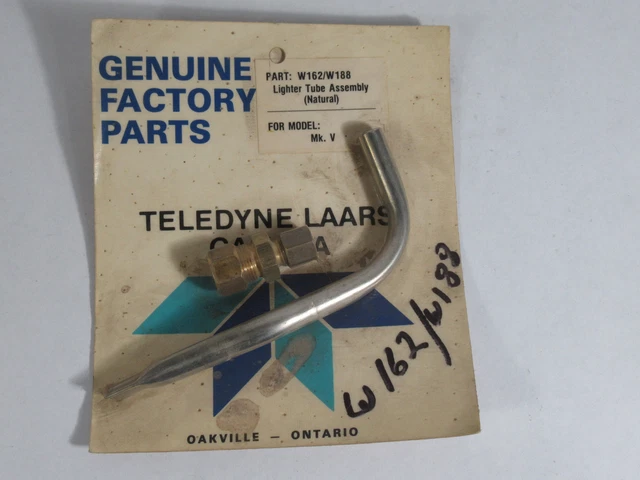 GENUINE
FACTORY
PARTS
PART: W162/W188
Lighter Tube Assembly
(Natural)
FOR MODEL:
Mk. V
TELEDYNE LAARS
W162/W188
OAKVILLE — ONTARIO